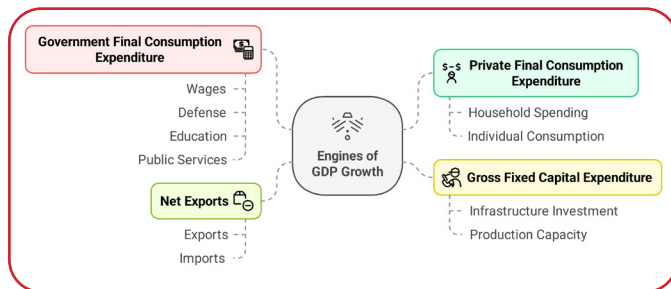 Government Final Consumption
Expenditure
Wages
Defense
Education
Public Services
Net Exports
Exports
Imports
Engines of
GDP Growth
Private Final Consumption
Expenditure
Household Spending
Individual Consumption
Gross Fixed Capital Expenditure
Infrastructure Investment
Production Capacity